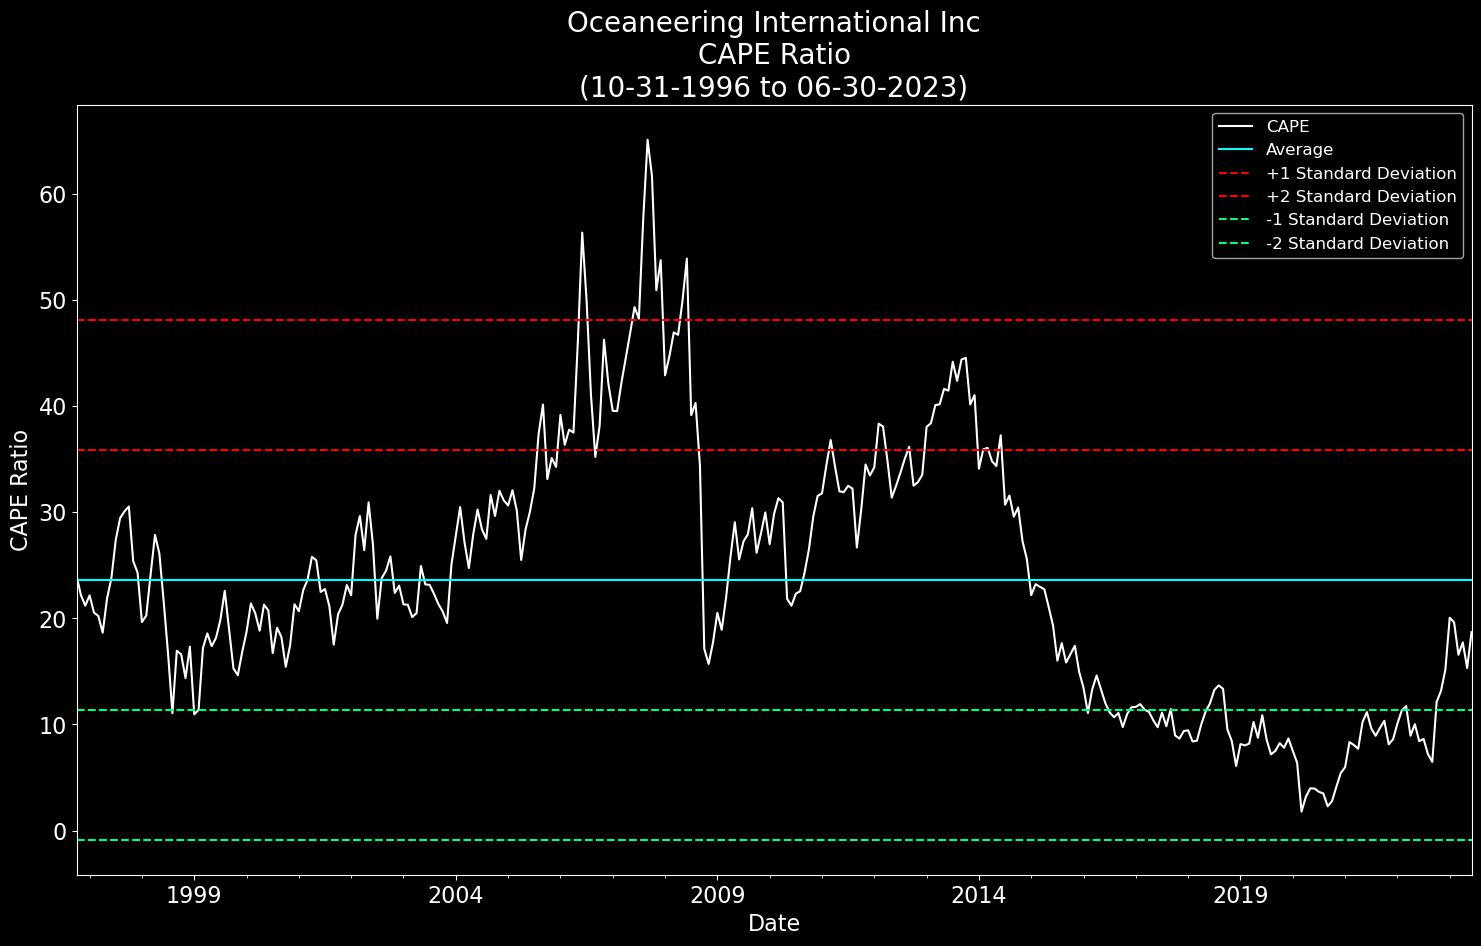 Oceaneering International Inc
CAPE Ratio
(10-31-1996 to 06-30-2023)
CAPE
Average
+1 Standard Deviation
+2 Standard Deviation
-1 Standard Deviation
-2 Standard Deviation
CAPE Ratio
60
50
40
30
20
10
0
1999
2004
2009
2014
2019
Date